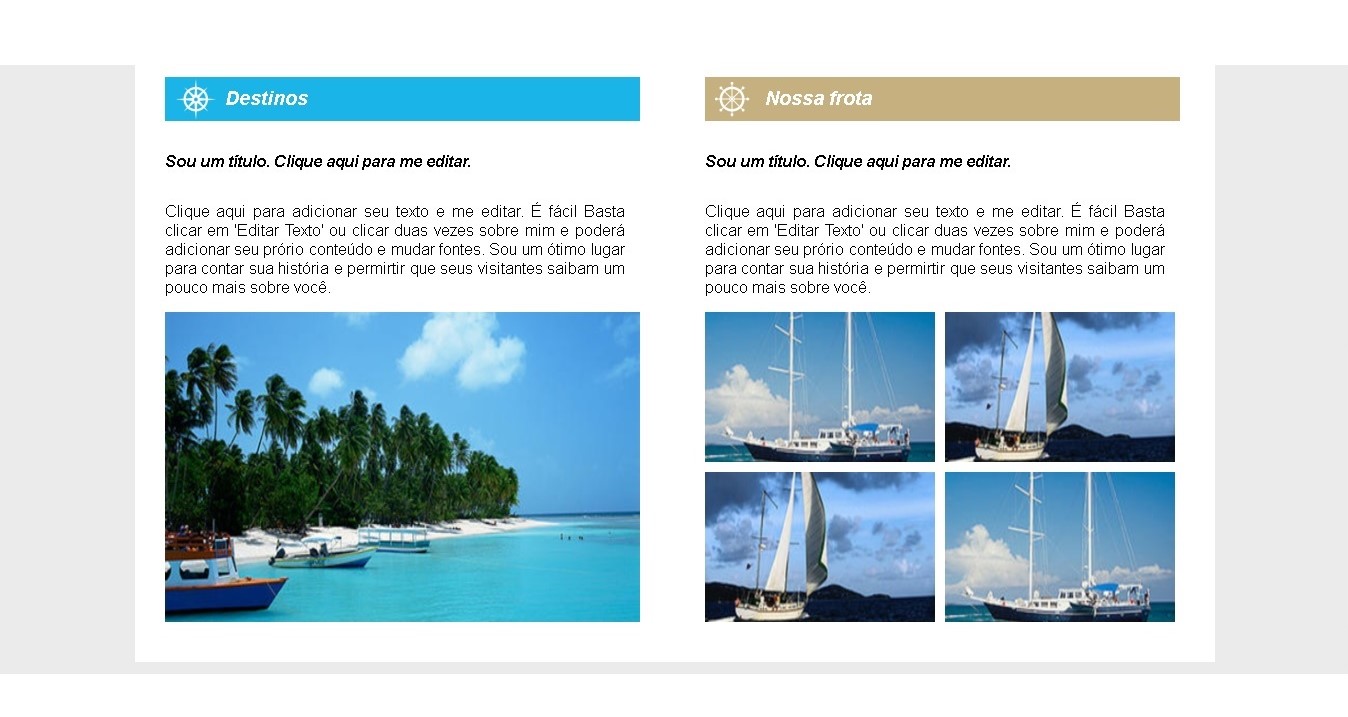 Destinos
Sou um título. Clique aqui para me editar.
Clique aqui para adicionar seu texto e me editar. É fácil Basta
clicar em 'Editar Texto' ou clicar duas vezes sobre mim e poderá
adicionar seu prório conteúdo e mudar fontes. Sou um ótimo lugar
para contar sua história e permirtir que seus visitantes saibam um
pouco mais sobre você.
Nossa frota
Sou um título. Clique aqui para me editar.
Clique aqui para adicionar seu texto e me editar. É fácil Basta
clicar em 'Editar Texto' ou clicar duas vezes sobre mim e poderá
adicionar seu prório conteúdo e mudar fontes. Sou um ótimo lugar
para contar sua história e permirtir que seus visitantes saibam um
pouco mais sobre você.